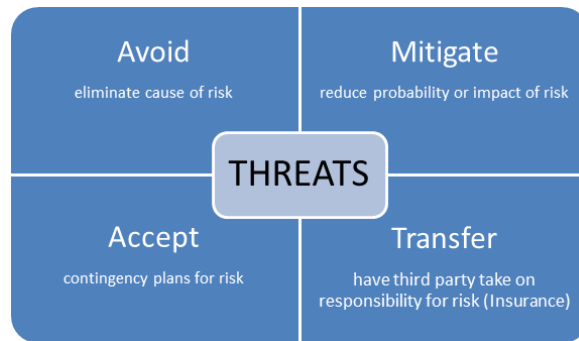 Avoid
eliminate cause of risk
Mitigate
reduce probability or impact of risk
THREATS
Accept
contingency plans for risk
Transfer
have third party take on
responsibility for risk (Insurance)